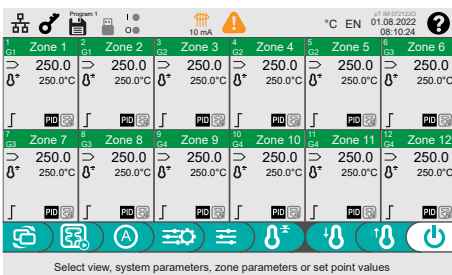 Program 1
I
10 mA
°C EN
pT IM 072122O
01.08.2022
08:10:24
?
1 G1 Zone 1 2 G1 Zone 2 3 G2 Zone 3 4 G2 Zone 4 5 G2 Zone 5 6 G3 Zone 6
250.0 250.0 250.0 250.0 250.0 250.0
250.0°C 250.0°C 250.0°C 250.0°C 250.0°C 250.0°C
PID PID PID PID PID PID
7 G3 Zone 7 8 G3 Zone 8 9 G4 Zone 9 10 G4 Zone 10 11 G4 Zone 11 12 G4 Zone 12
250.0 250.0 250.0 250.0 250.0 250.0
250.0°C 250.0°C 250.0°C 250.0°C 250.0°C 250.0°C
PID PID PID PID PID PID
A
Select view, system parameters, zone parameters or set point values